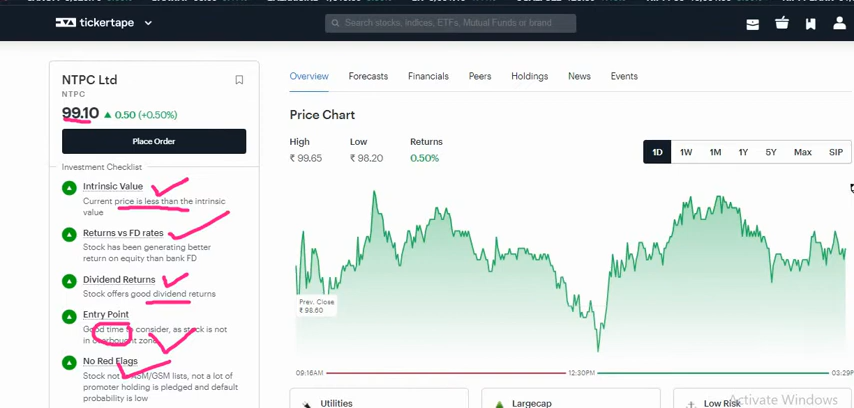 tickertape
Search stocks, indices, ETFs, Mutual Funds or brand
NTPC Ltd
NTPC
99.10 ▲ 0.50 (+0.50%)
Place Order
Investment Checklist
Intrinsic Value
Current price is less than the intrinsic
value
Returns vs FD rates
Stock has been generating better
return on equity than bank FD
Dividend Returns
Stock offers good dividend returns
Entry Point
Good time to consider, as stock is not
in overbought zone
No Red Flags
Stock not in ASM/GSM lists, not a lot of
promoter holding is pledged and default
probability is low
Overview Forecasts Financials Peers Holdings News Events
Price Chart
High Low Returns
₹ 99.65 ₹ 98.20 0.50%
1D 1W 1M 1Y 5Y Max SIP
Prev. Close
₹ 98.60
09:16AM 12:30PM 03:29P
Utilities Largecap Low Risk
Activate Windows